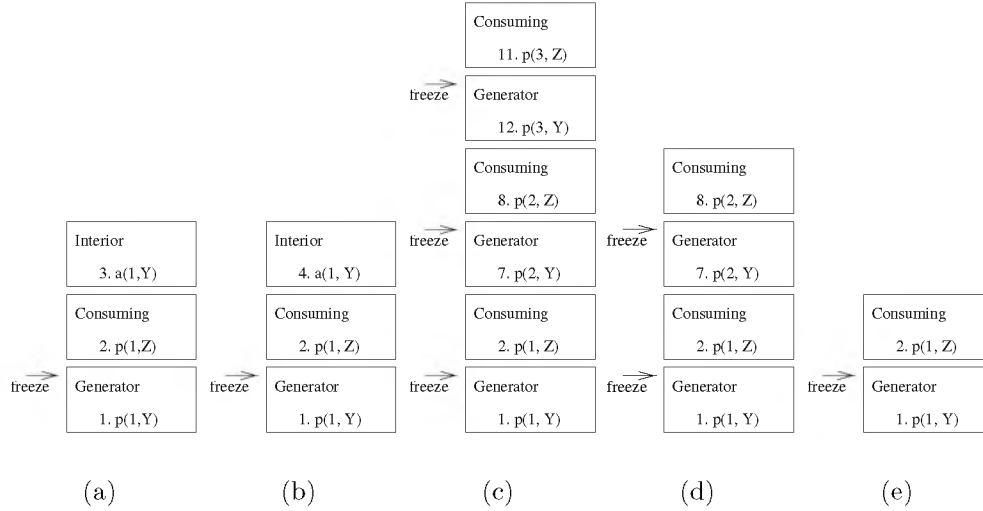 Interior
3. a(1,Y)
Consuming
2. p(1,Z)
freeze
Generator
1. p(1,Y)
(a)
Interior
4. a(1, Y)
Consuming
2. p(1, Z)
freeze
Generator
1. p(1, Y)
(b)
Consuming
11. p(3, Z)
freeze
Generator
12. p(3, Y)
Consuming
8. p(2, Z)
freeze
Generator
7. p(2, Y)
Consuming
2. p(1, Z)
freeze
Generator
1. p(1, Y)
(c)
Consuming
8. p(2, Z)
freeze
Generator
7. p(2, Y)
Consuming
2. p(1, Z)
freeze
Generator
1. p(1, Y)
(d)
Consuming
2. p(1, Z)
freeze
Generator
1. p(1, Y)
(e)